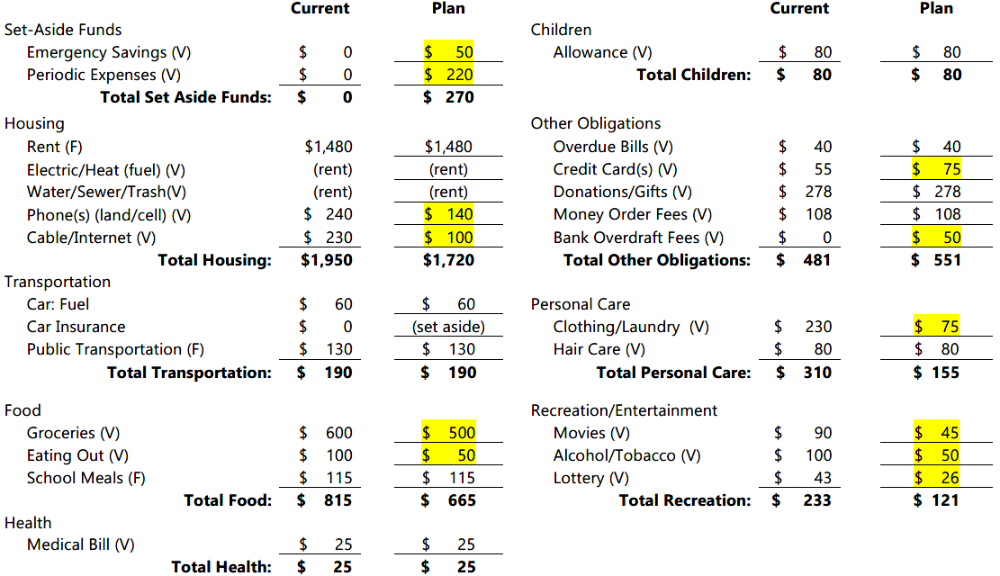 Current Plan
Set-Aside Funds
Emergency Savings (V) $ 0 $ 50
Periodic Expenses (V) $ 0 $ 220
Total Set Aside Funds: $ 0 $ 270
Housing
Rent (F) $1,480 $1,480
Electric/Heat (fuel) (V) (rent) (rent)
Water/Sewer/Trash(V) (rent) (rent)
Phone(s) (land/cell) (V) $ 240 $ 140
Cable/Internet (V) $ 230 $ 100
Total Housing: $1,950 $1,720
Transportation
Car: Fuel $ 60 $ 60
Car Insurance $ 0 (set aside)
Public Transportation (F) $ 130 $ 130
Total Transportation: $ 190 $ 190
Food
Groceries (V) $ 600 $ 500
Eating Out (V) $ 100 $ 50
School Meals (F) $ 115 $ 115
Total Food: $ 815 $ 665
Health
Medical Bill (V) $ 25 $ 25
Total Health: $ 25 $ 25
Current Plan
Children
Allowance (V) $ 80 $ 80
Total Children: $ 80 $ 80
Other Obligations
Overdue Bills (V) $ 40 $ 40
Credit Card(s) (V) $ 55 $ 75
Donations/Gifts (V) $ 278 $ 278
Money Order Fees (V) $ 108 $ 108
Bank Overdraft Fees (V) $ 0 $ 50
Total Other Obligations: $ 481 $ 551
Personal Care
Clothing/Laundry (V) $ 230 $ 75
Hair Care (V) $ 80 $ 80
Total Personal Care: $ 310 $ 155
Recreation/Entertainment
Movies (V) $ 90 $ 45
Alcohol/Tobacco (V) $ 100 $ 50
Lottery (V) $ 43 $ 26
Total Recreation: $ 233 $ 121